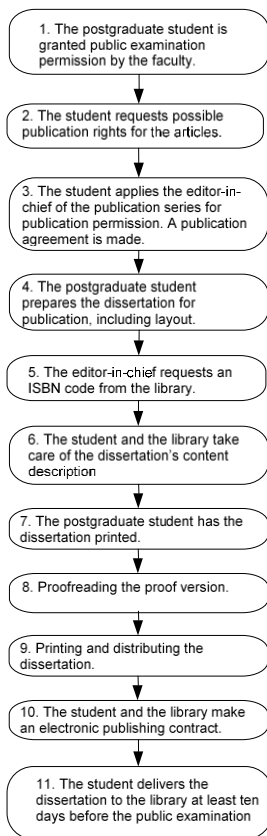 1. The postgraduate student is
granted public examination
permission by the faculty.
2. The student requests possible
publication rights for the articles.
3. The student applies the editor-in-
chief of the publication series for
publication permission. A publication
agreement is made.
4. The postgraduate student
prepares the dissertation for
publication, including layout.
5. The editor-in-chief requests an
ISBN code from the library.
6. The student and the library take
care of the dissertation's content
description
7. The postgraduate student has the
dissertation printed.
8. Proofreading the proof version.
9. Printing and distributing the
dissertation.
10. The student and the library make
an electronic publishing contract.
11. The student delivers the
dissertation to the library at least ten
days before the public examination